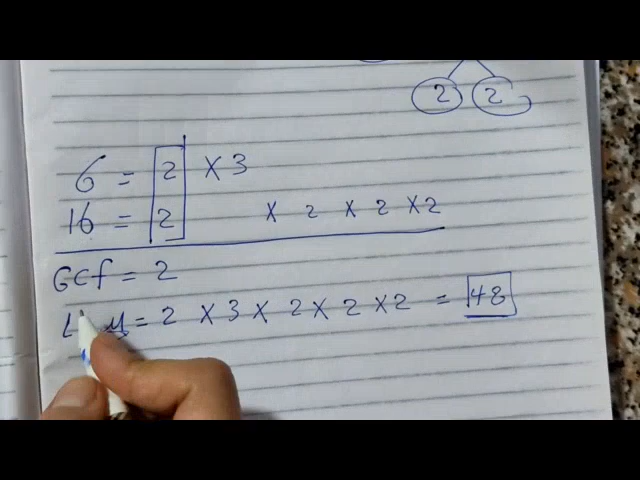 2 2
6 = 2 × 3
16 = 2 × 2 × 2 × 2
GCF = 2
= 2 × 3 × 2 × 2 × 2 = 48